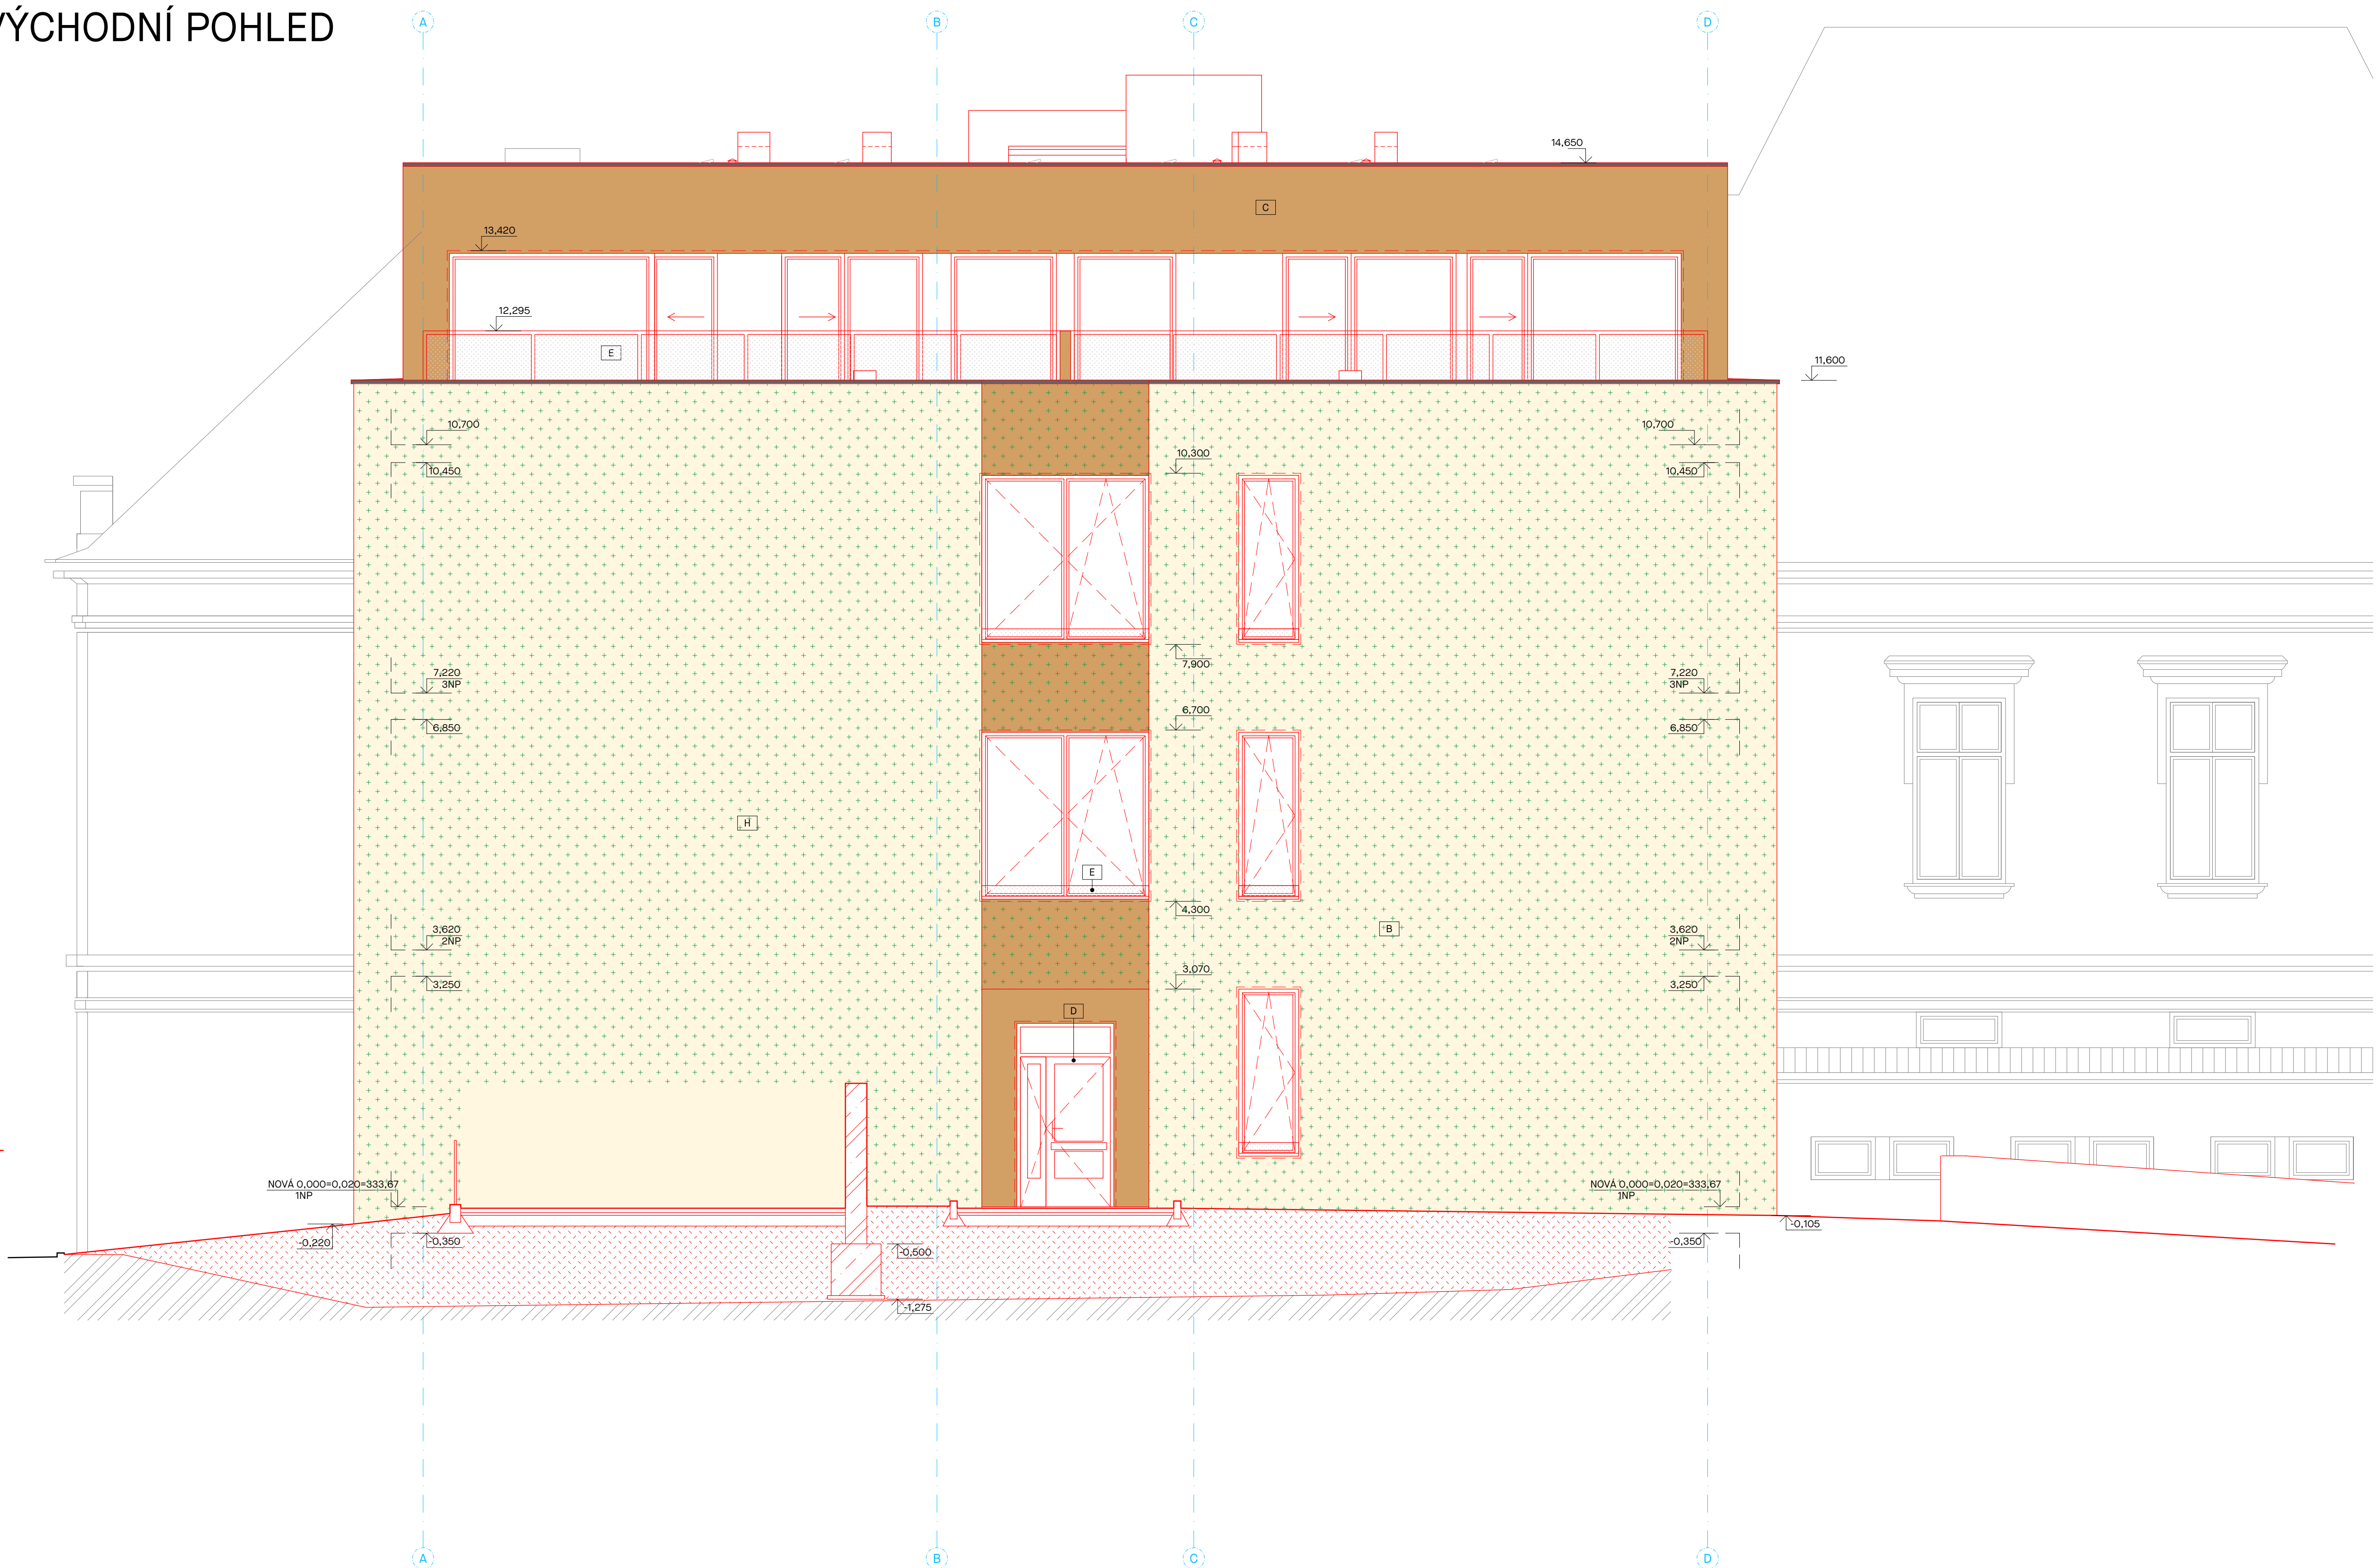 VÝCHODNÍ POHLED
A
B
C
D
14,650
C
13,420
12,295
E
11,600
10,700
10,700
10,450
10,300
10,450
7,900
7,220
3NP
7,220
3NP
6,850
6,700
6,850
H
E
4,300
B
3,620
2NP
3,620
2NP
3,250
3,070
3,250
D
NOVÁ 0,000=0,020=333,67
1NP
NOVÁ 0,000=0,020=333,67
1NP
-0,220
-0,350
-0,500
-0,350
-0,105
-1,275
A
B
C
D